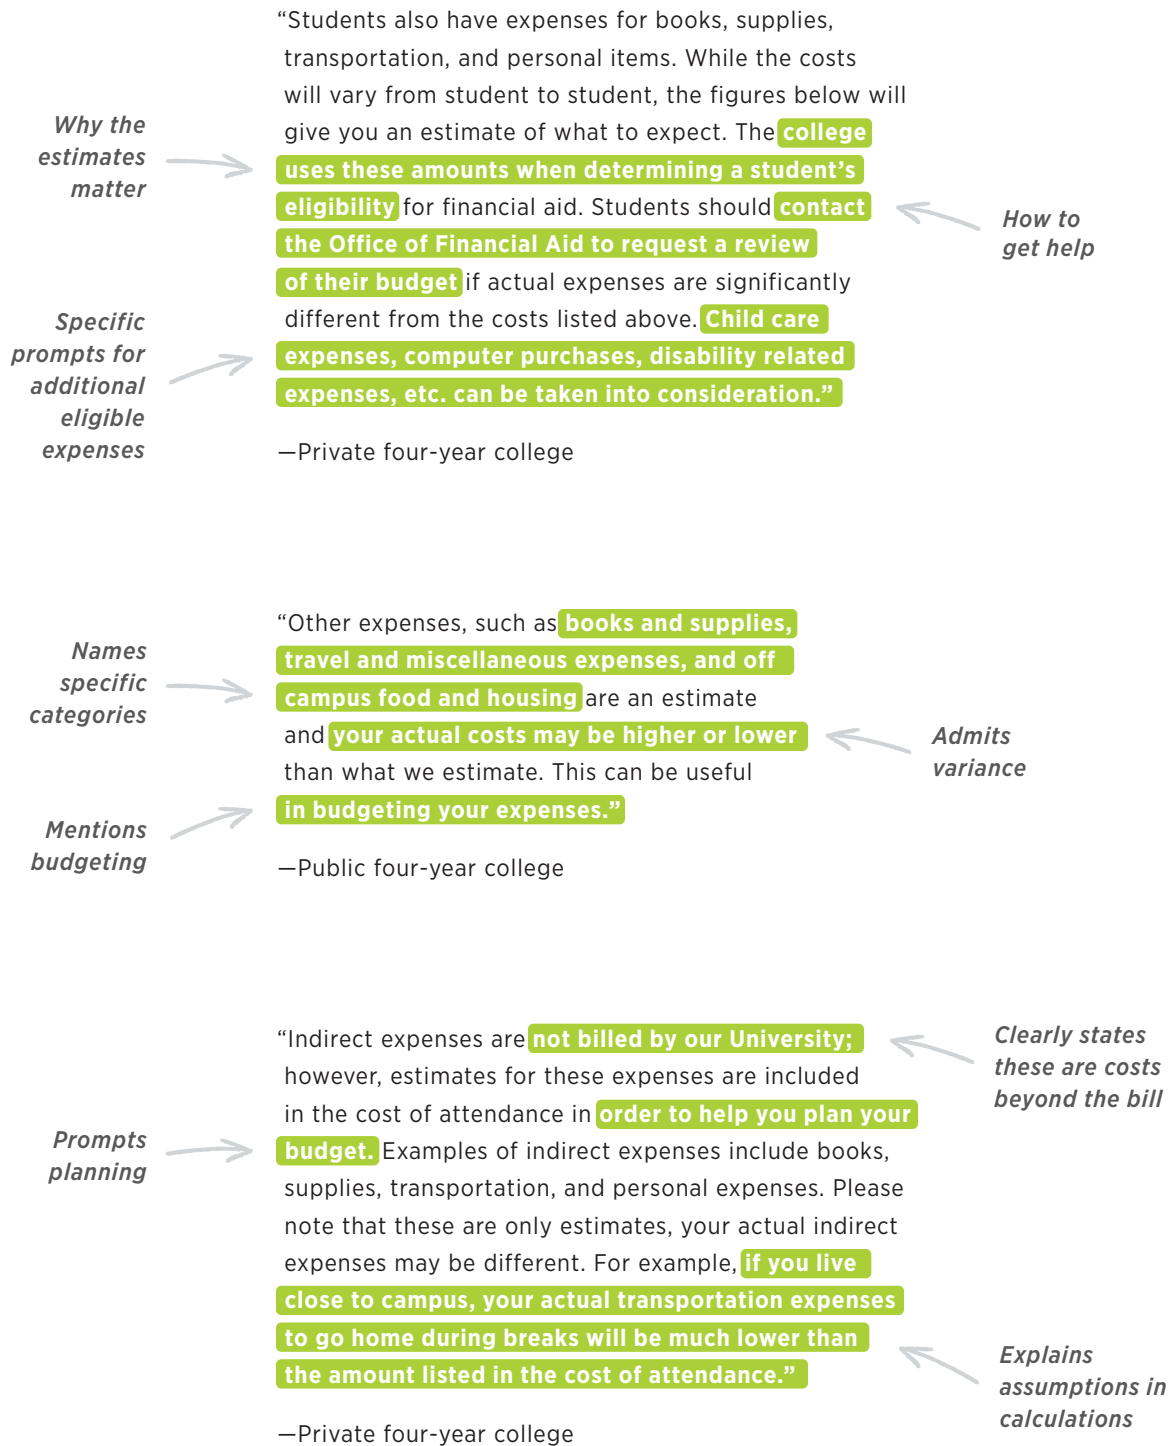 “Students also have expenses for books, supplies,
transportation, and personal items. While the costs
will vary from student to student, the figures below will
give you an estimate of what to expect. The college
uses these amounts when determining a student’s
eligibility for financial aid. Students should contact
the Office of Financial Aid to request a review
of their budget if actual expenses are significantly
different from the costs listed above. Child care
expenses, computer purchases, disability related
expenses, etc. can be taken into consideration.”
—Private four-year college
Why the
estimates
matter
How to
get help
Specific
prompts for
additional
eligible
expenses
“Other expenses, such as books and supplies,
travel and miscellaneous expenses, and off
campus food and housing are an estimate
and your actual costs may be higher or lower
than what we estimate. This can be useful
in budgeting your expenses.”
—Public four-year college
Names
specific
categories
Admits
variance
Mentions
budgeting
“Indirect expenses are not billed by our University;
however, estimates for these expenses are included
in the cost of attendance in order to help you plan your
budget. Examples of indirect expenses include books,
supplies, transportation, and personal expenses. Please
note that these are only estimates, your actual indirect
expenses may be different. For example, if you live
close to campus, your actual transportation expenses
to go home during breaks will be much lower than
the amount listed in the cost of attendance.”
—Private four-year college
Clearly states
these are costs
beyond the bill
Prompts
planning
Explains
assumptions in
calculations